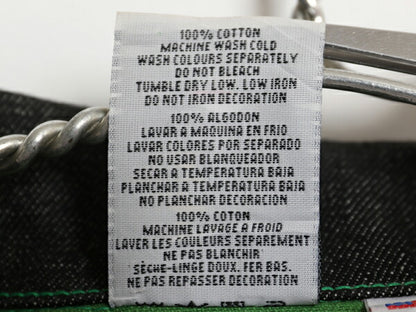 100% COTTON
MACHINE WASH COLD
WASH COLOURS SEPARATELY
DO NOT BLEACH
TUMBLE DRY LOW. LOW IRON
DO NOT IRON DECORATION
100% ALGODON
LAVAR A MAQUINA EN FRIO
LAVAR COLORES POR SEPARADO
NO USAR BLANQUEADOR
SECAR A TEMPERATURA BAJA
PLANCHAR A TEMPERATURA BAJA
NO PLANCHAR DECORACION
100% COTON
MACHINE LAVAGE A FROID
LAVER LES COULEURS SEPAREMENT
NE PAS BLANCHIR
SÈCHE-LINGE DOUX. FER BAS.
NE PAS REPASSER DECORATION